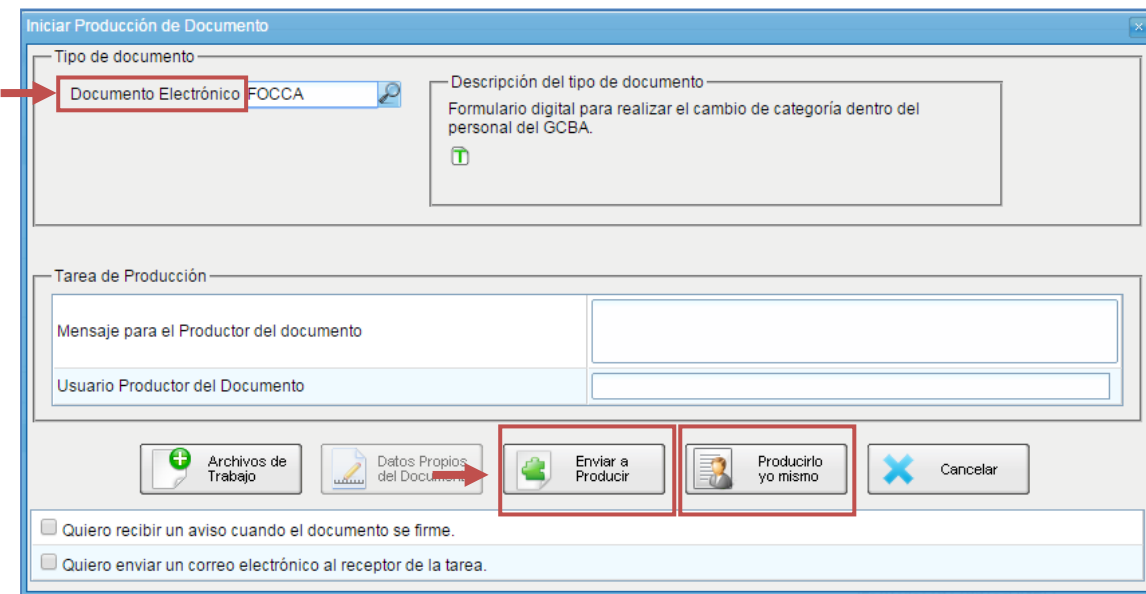 Iniciar Producción de Documento
Tipo de documento
Documento Electrónico FOCCA
Descripción del tipo de documento
Formulario digital para realizar el cambio de categoría dentro del
personal del GCBA.
T
Tarea de Producción
Mensaje para el Productor del documento
Usuario Productor del Documento
Archivos de
Trabajo
Datos Propios
del Documento
Enviar a
Producir
Producirlo
yo mismo
Cancelar
Quiero recibir un aviso cuando el documento se firme.
Quiero enviar un correo electrónico al receptor de la tarea.